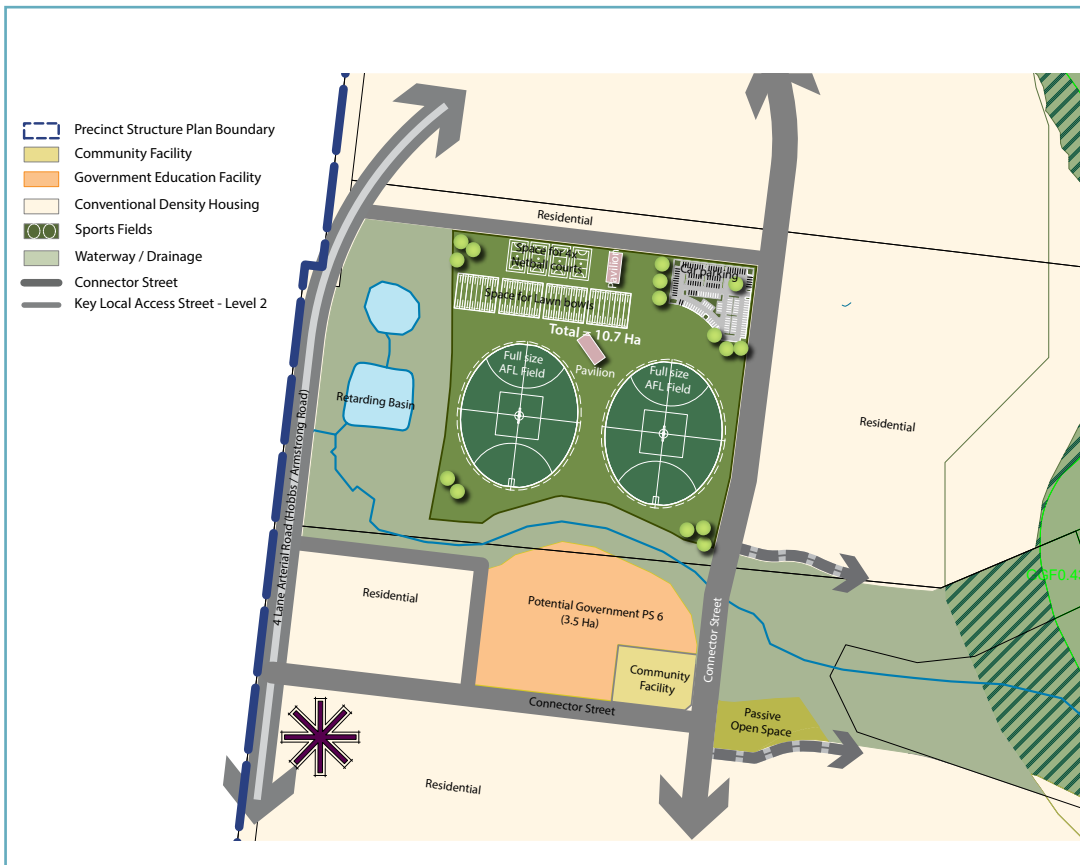 Precinct Structure Plan Boundary
Community Facility
Government Education Facility
Conventional Density Housing
Sports Fields
Waterway / Drainage
Connector Street
Key Local Access Street - Level 2
Residential
Space for 4x
Netball courts
Pavilion
Car Parking
Space for Lawn bowls
Total = 10.7 Ha
Pavilion
Full size
AFL Field
Full size
AFL Field
Retarding Basin
Residential
4 Lane Arterial Road (Hobbs / Armstrong Road)
Residential
Potential Government PS 6
(3.5 Ha)
Community
Facility
Connector Street
Connector Street
Passive
Open Space
Residential